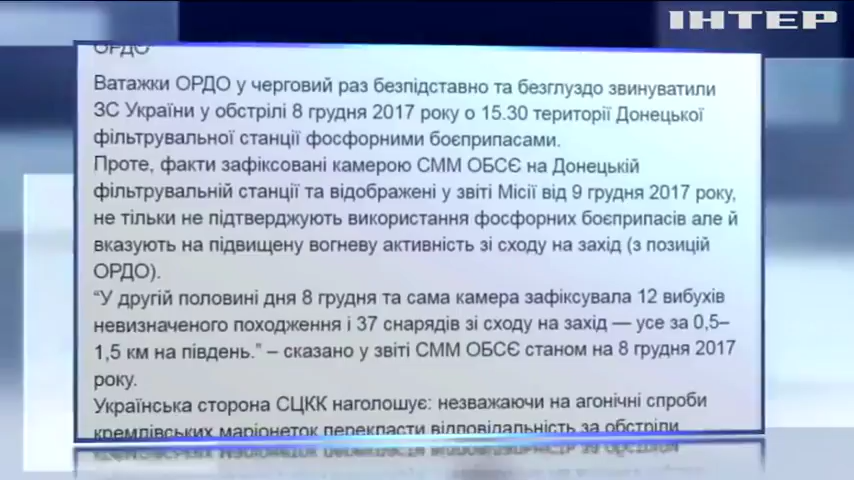 ІНТЕР
ОРДО
Ватажки ОРДО у черговий раз безпідставно та безглуздо звинуватили
ЗС України у обстрілі 8 грудня 2017 року о 15.30 території Донецької
фільтрувальної станції фосфорними боєприпасами.
Проте, факти зафіксовані камерою СММ ОБСЄ на Донецькій
фільтрувальній станції та відображені у звіті Місії від 9 грудня 2017 року,
не тільки не підтверджують використання фосфорних боєприпасів але й
вказують на підвищену вогневу активність зі сходу на захід (з позицій
ОРДО).
“У другій половині дня 8 грудня та сама камера зафіксувала 12 вибухів
невизначеного походження і 37 снарядів зі сходу на захід — усе за 0,5–
1,5 км на південь.” – сказано у звіті СММ ОБСЄ станом на 8 грудня 2017
року.
Українська сторона СЦКК наголошує: незважаючи на агонічні спроби
кремлівських маріонеток перекласти відповідальність за обстріли